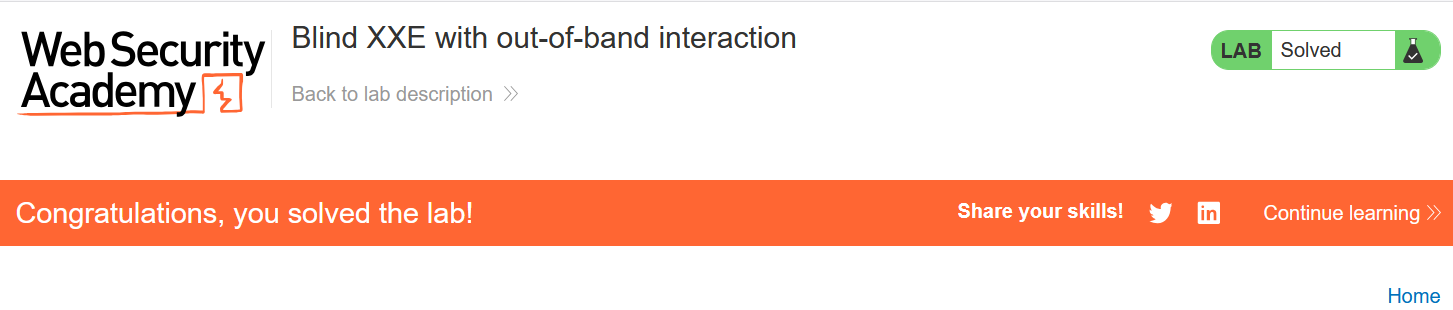 Web Security
Academy
Blind XXE with out-of-band interaction
Back to lab description
LAB Solved
Congratulations, you solved the lab!
Share your skills!
Continue learning
Home